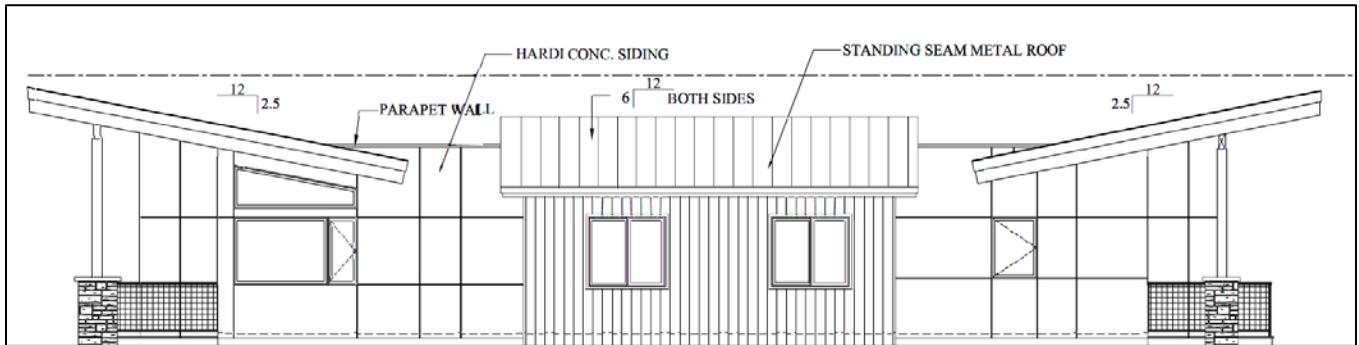 HARDI CONC. SIDING
STANDING SEAM METAL ROOF
12
2.5
PARAPET WALL
12
6
BOTH SIDES
12
2.5